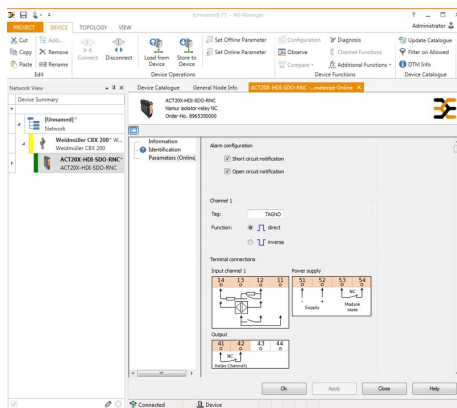 [Unnamed] (*) - WI-Manager
PROJECT DEVICE TOPOLOGY VIEW
Administrator
Cut
Copy
Paste
Add...
Remove
Rename
Edit
Connect
Disconnect
Load from Device
Store to Device
Set Offline Parameter
Set Online Parameter
Device Operations
Configuration
Observe
Compare
Diagnosis
Channel Functions
Additional Functions
Device Functions
Update Catalogue
Filter on Allowed
DTM Info
Device Catalogue
Network View
Device Summary
[Unnamed]*
Network
Weidmüller CBX 200* W...
Weidmüller CBX 200
ACT20X-HDI-SDO-RNC*
ACT20X-HDI-SDO-RNC
Device Catalogue
General Node Info
ACT20X-HDI-SDO-RNC -...meterize Online
ACT20X-HDI-SDO-RNC
Namur isolator-relay NC
Order-No. 8965350000
Information
Identification
Parameters (Online)
Alarm configuration
Short circuit notification
Open circuit notification
Channel 1
Tag: TAGNO
Function: direct
inverse
Terminal connections
Input channel 1
14 13 12 11
Power supply
51 52 53 54
- +
Supply
NC
Module state
Output
41 42 43 44
NC
(Relay Channel)
Ok Apply Close Help
Connected Device